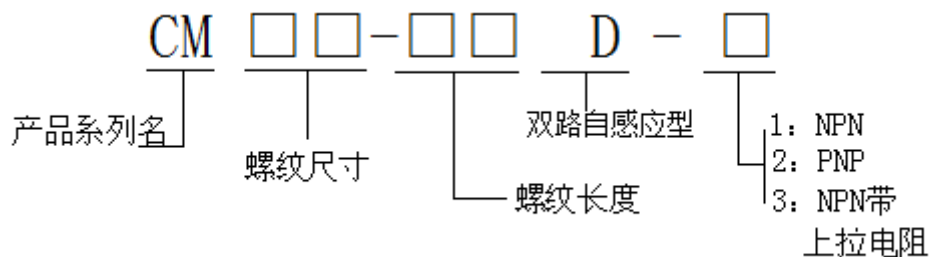 CM □□-□□ D - □
产品系列名
螺纹尺寸
螺纹长度
双路自感应型
1: NPN
2: PNP
3: NPN带
上拉电阻